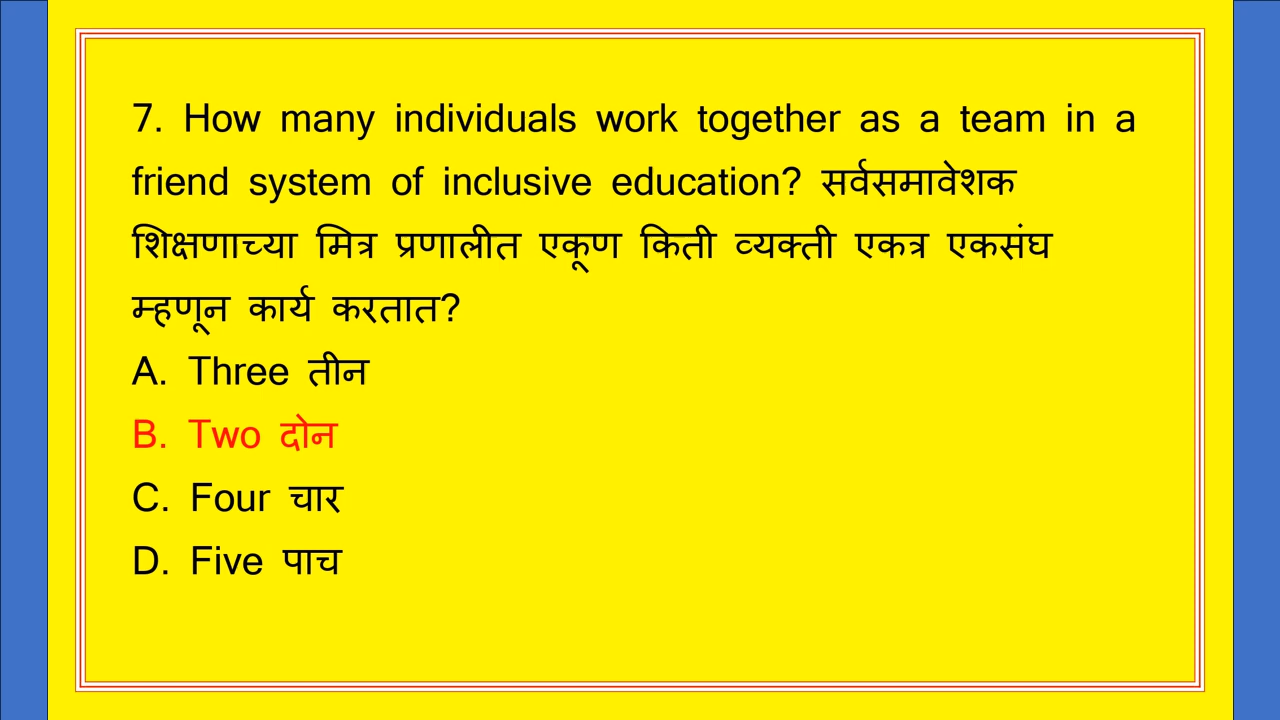 7. How many individuals work together as a team in a
friend system of inclusive education? सर्वसमावेशक
शिक्षणाच्या मित्र प्रणालीत एकूण किती व्यक्ती एकत्र एकसंघ
म्हणून कार्य करतात?
A. Three तीन
B. Two दोन
C. Four चार
D. Five पाच